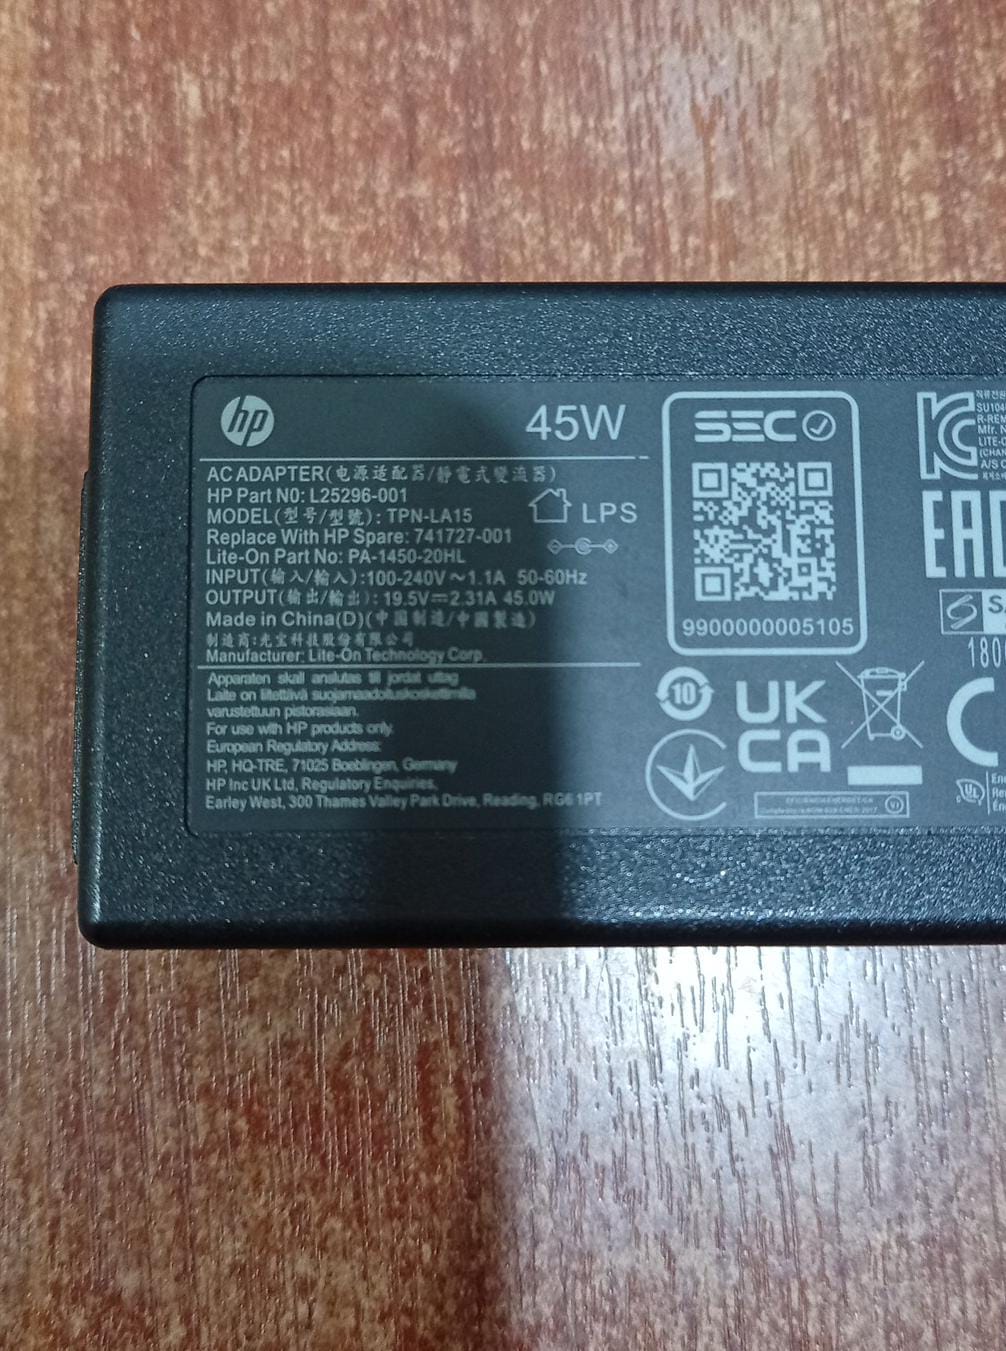 hp
45W
AC ADAPTER(电源适配器/靜電式變流器)
HP Part N0: L25296-001
MODEL(型号/型號): TPN-LA15
Replace With HP Spare: 741727-001
Lite-On Part No: PA-1450-20HL
INPUT(输入/輸入):100-240V～1.1A 50-60Hz
OUTPUT(输出/輸出): 19.5V⎓2.31A 45.0W
Made in China(D)(中国制造/中國製造)
制造商:光宝科技股份有限公司
Manufacturer: Lite-On Technology Corp.
Apparaten skall anslutas till jordat uttag
Laite on liitettävä suojamaadoituskoskettimilla
varustettuun pistorasiaan.
For use with HP products only.
European Regulatory Address:
HP, HQ-TRE, 71025 Boeblingen, Germany
HP Inc UK Ltd, Regulatory Enquiries,
Earley West, 300 Thames Valley Park Drive, Reading, RG6 1PT
LPS
SEC
9900000005105
10
UK
CA
EAC
UL